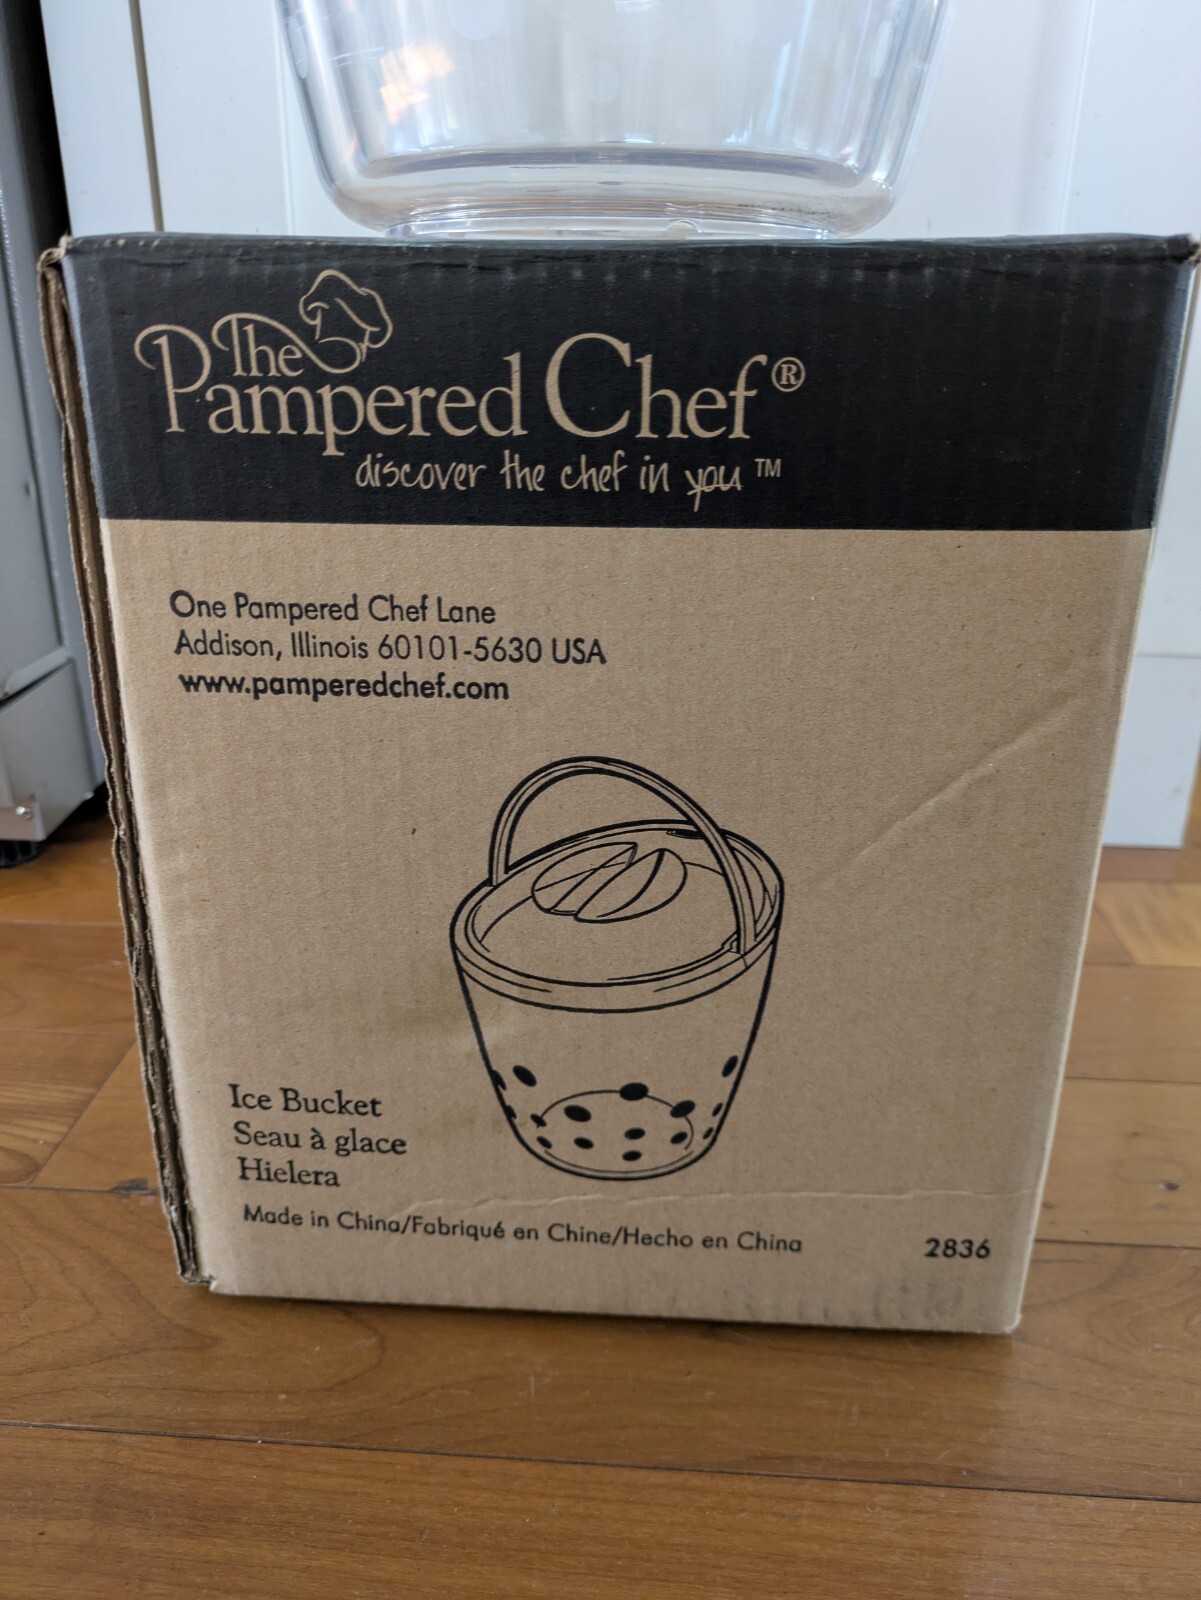 The
Pampered Chef®
discover the chef in you™
One Pampered Chef Lane
Addison, Illinois 60101-5630 USA
www.pamperedchef.com
Ice Bucket
Seau à glace
Hielera
Made in China/Fabriqué en Chine/Hecho en China
2836